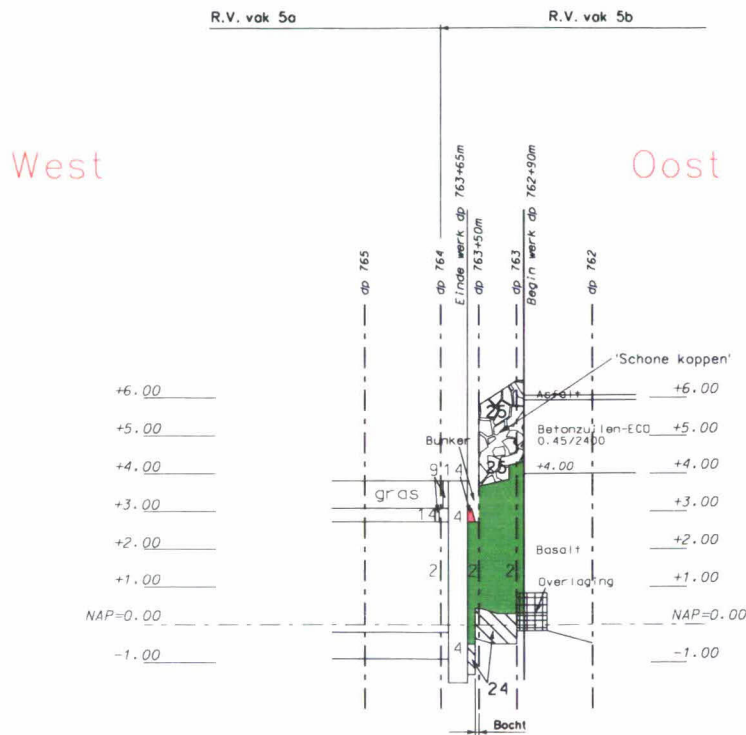 R.V. vak 5a
R.V. vak 5b
West
Oost
dp 765
dp 764
Einde werk dp 763+65m
dp 763+50m
dp 763
Begin werk dp 762+90m
dp 762
'Schone koppen'
+6.00
+5.00
+4.00
+3.00
+2.00
+1.00
NAP=0.00
-1.00
Asfalt
26
Betonzuilen-ECO
0.45/2400
Bunker
26
+4.00
9
14
gras
14
4
2
2
2
Basalt
Overlaging
4
24
+6.00
+5.00
+4.00
+3.00
+2.00
+1.00
NAP=0.00
-1.00
Bocht